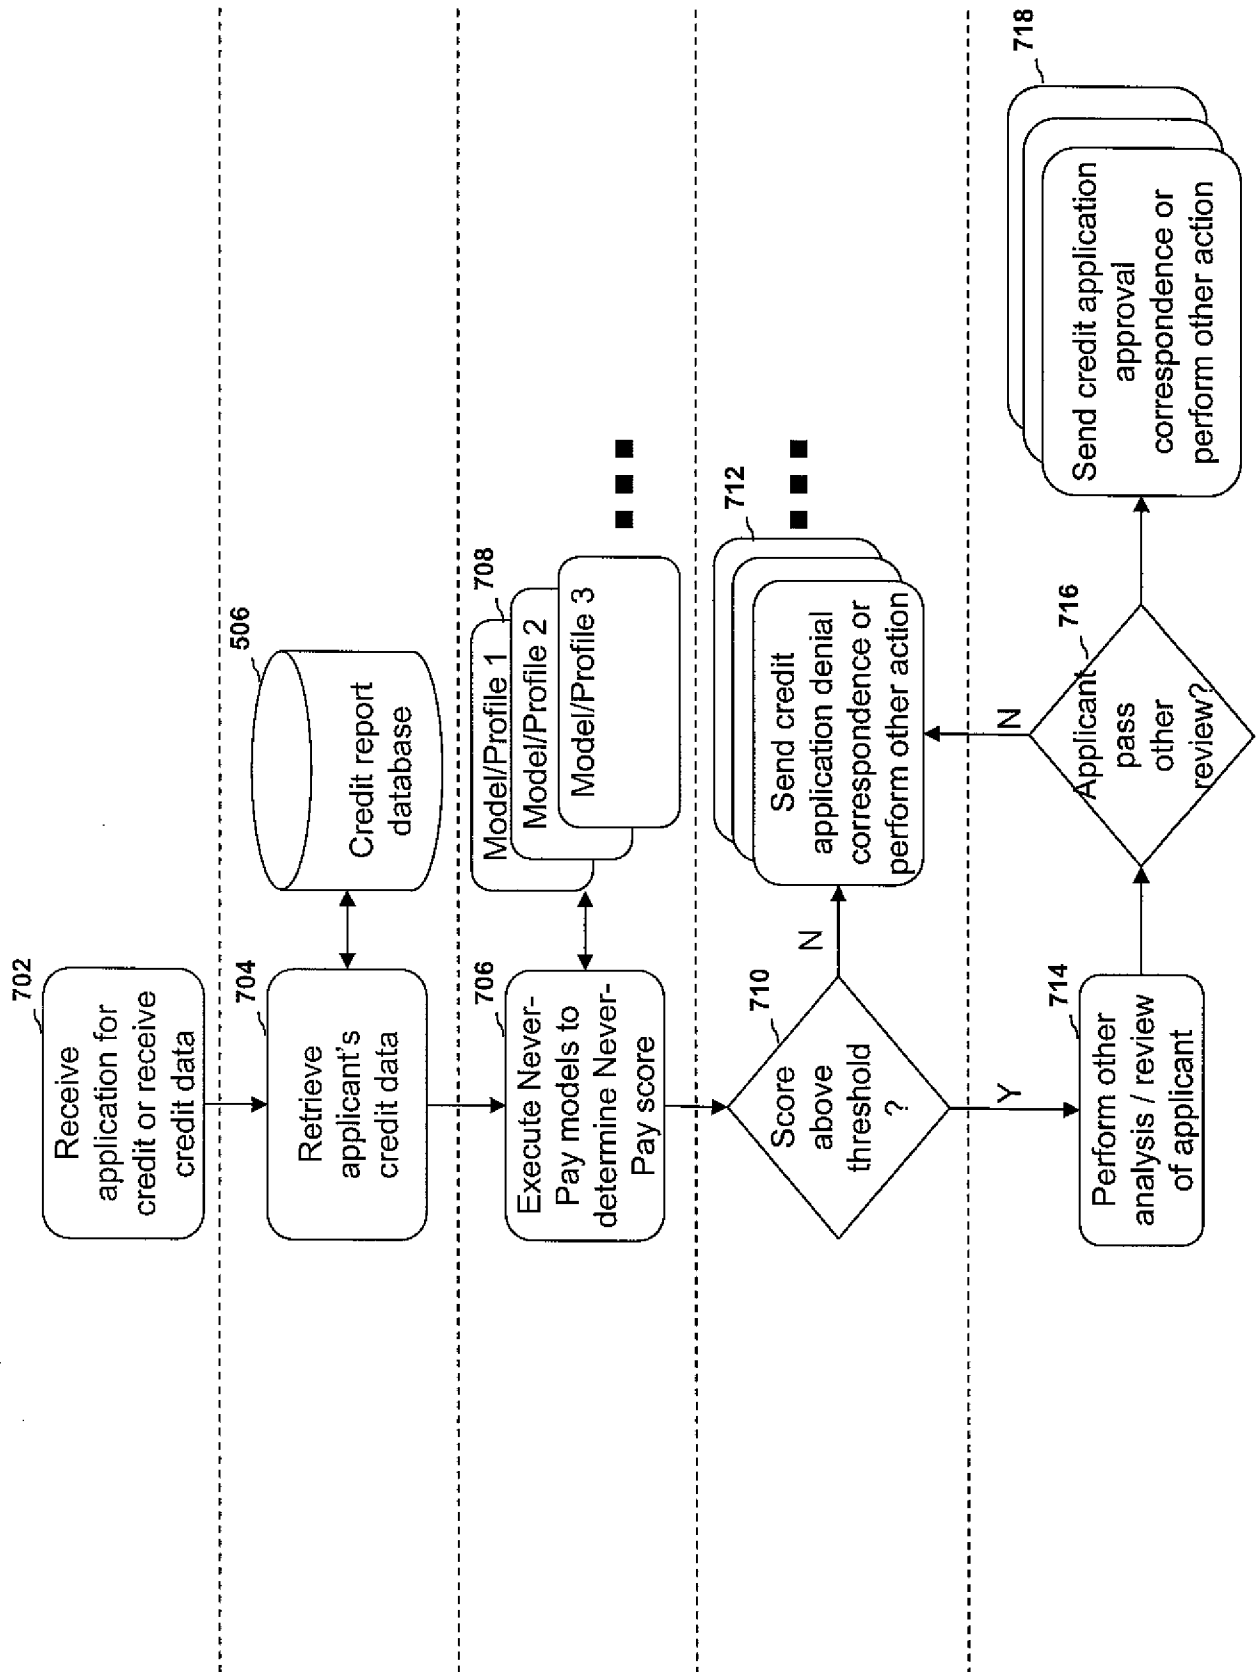 702
Receive
application for
credit or receive
credit data
704
Retrieve
applicant's
credit data
506
Credit report
database
706
Execute Never-
Pay models to
determine Never-
Pay score
708
Model/Profile 1
Model/Profile 2
Model/Profile 3
710
Score
above
threshold
?
N
712
Send credit
application denial
correspondence or
perform other action
Y
714
Perform other
analysis / review
of applicant
716
Applicant
pass
other
review?
N
718
Send credit application
approval
correspondence or
perform other action